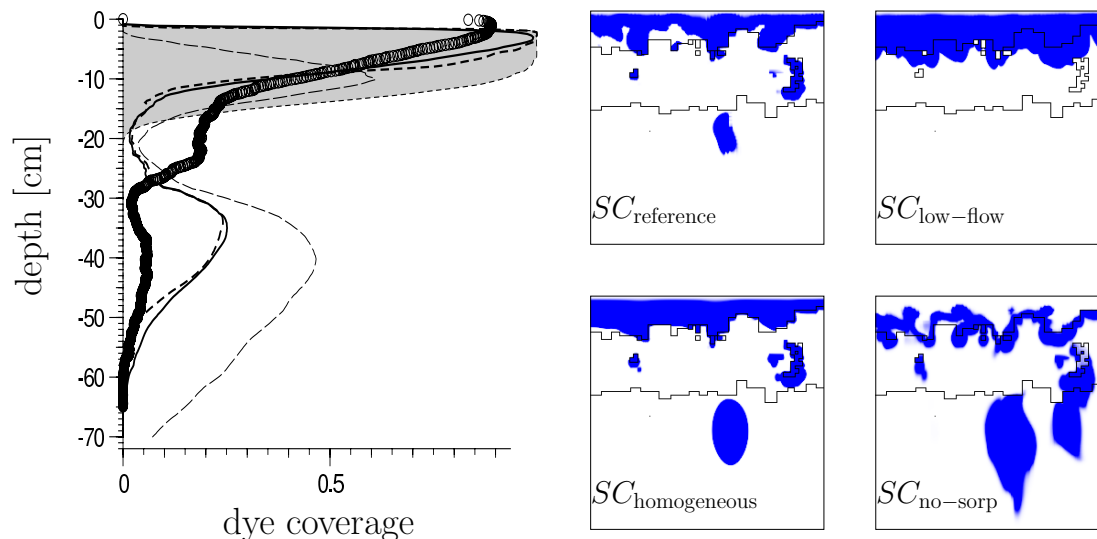 0
-10
-20
-30
-40
-50
-60
-70
depth [cm]
0
0.5
dye coverage
SCreference
SClow−flow
SChomogeneous
SCno−sorp